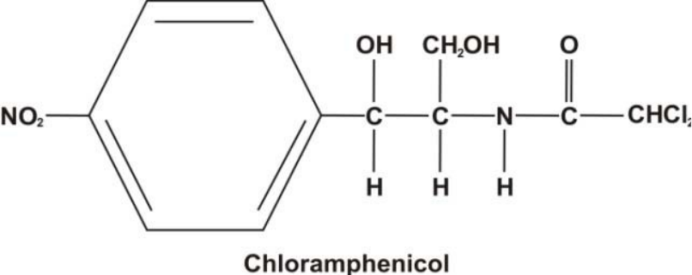 OH CH₂OH O
NO₂ C C N C CHCl₂
H H H
Chloramphenicol